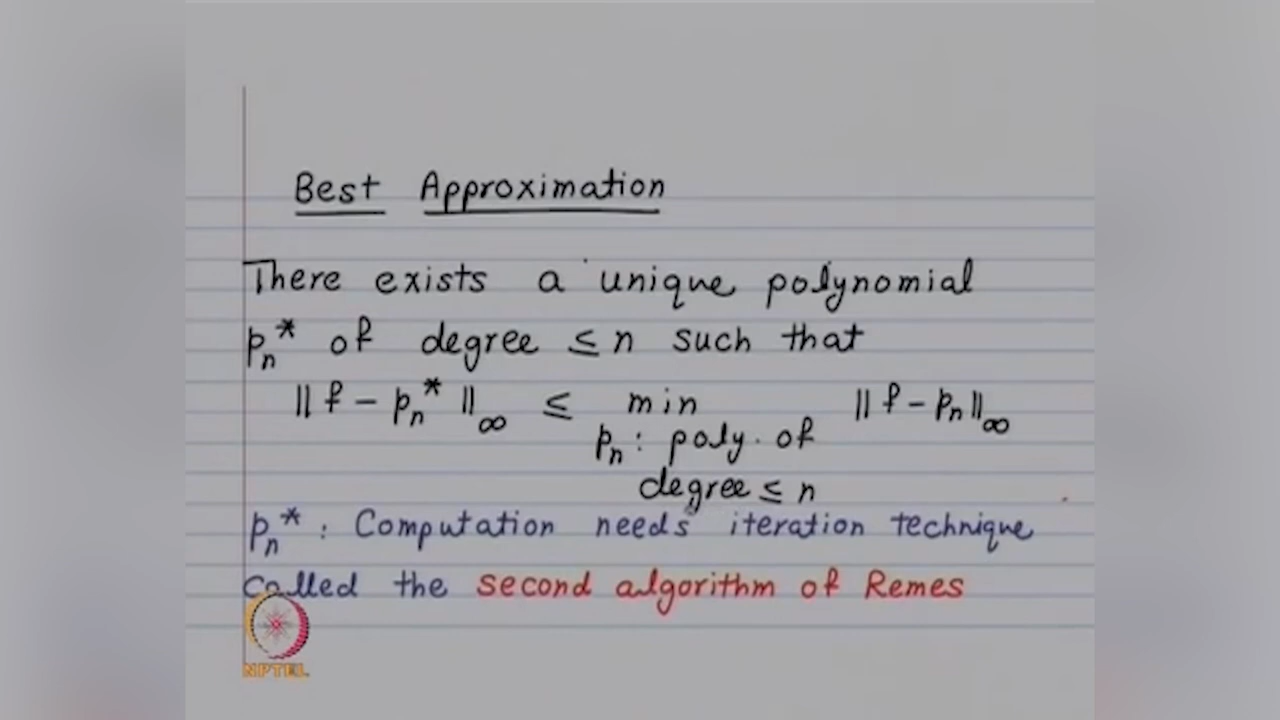 Best Approximation
There exists a unique polynomial
pₙ* of degree ≤ n such that
‖f - pₙ*‖∞ ≤ min ‖f - pₙ‖∞
pₙ: poly. of
degree ≤ n
pₙ*: Computation needs iteration technique
called the second algorithm of Remes
NPTEL